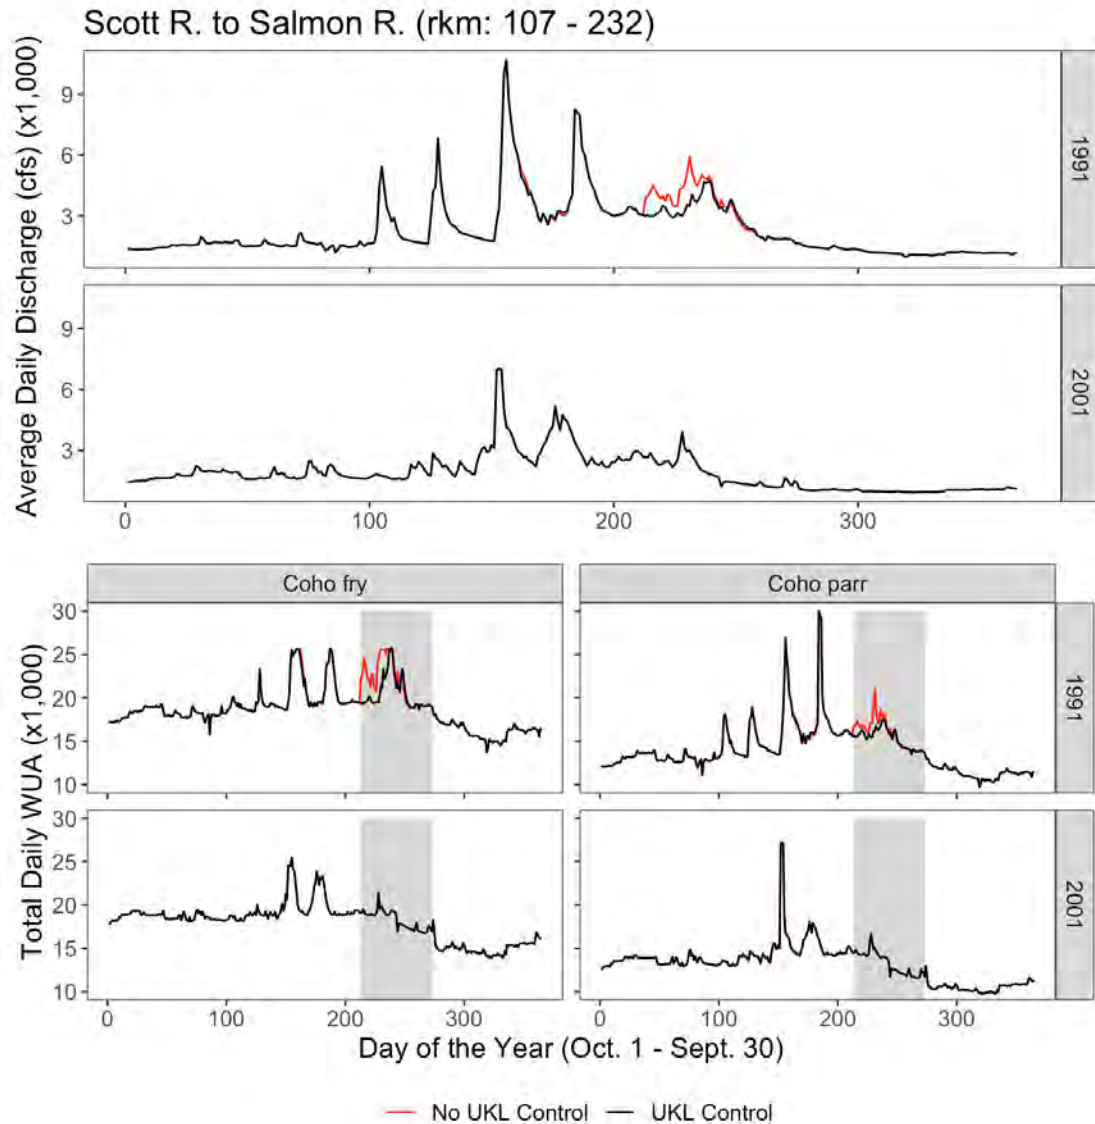 Scott R. to Salmon R. (rkm: 107 - 232)
Average Daily Discharge (cfs) (x1,000)
9
6
3
1991
9
6
3
2001
0 100 200 300
Coho fry Coho parr
Total Daily WUA (x1,000)
30
25
20
15
10
1991
30
25
20
15
10
2001
0 100 200 300 0 100 200 300
Day of the Year (Oct. 1 - Sept. 30)
No UKL Control UKL Control